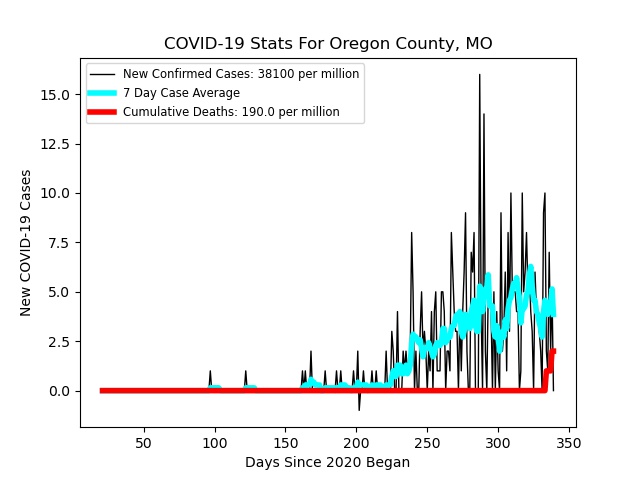 COVID-19 Stats For Oregon County, MO
New Confirmed Cases: 38100 per million
7 Day Case Average
Cumulative Deaths: 190.0 per million
New COVID-19 Cases
15.0
12.5
10.0
7.5
5.0
2.5
0.0
50 100 150 200 250 300 350
Days Since 2020 Began